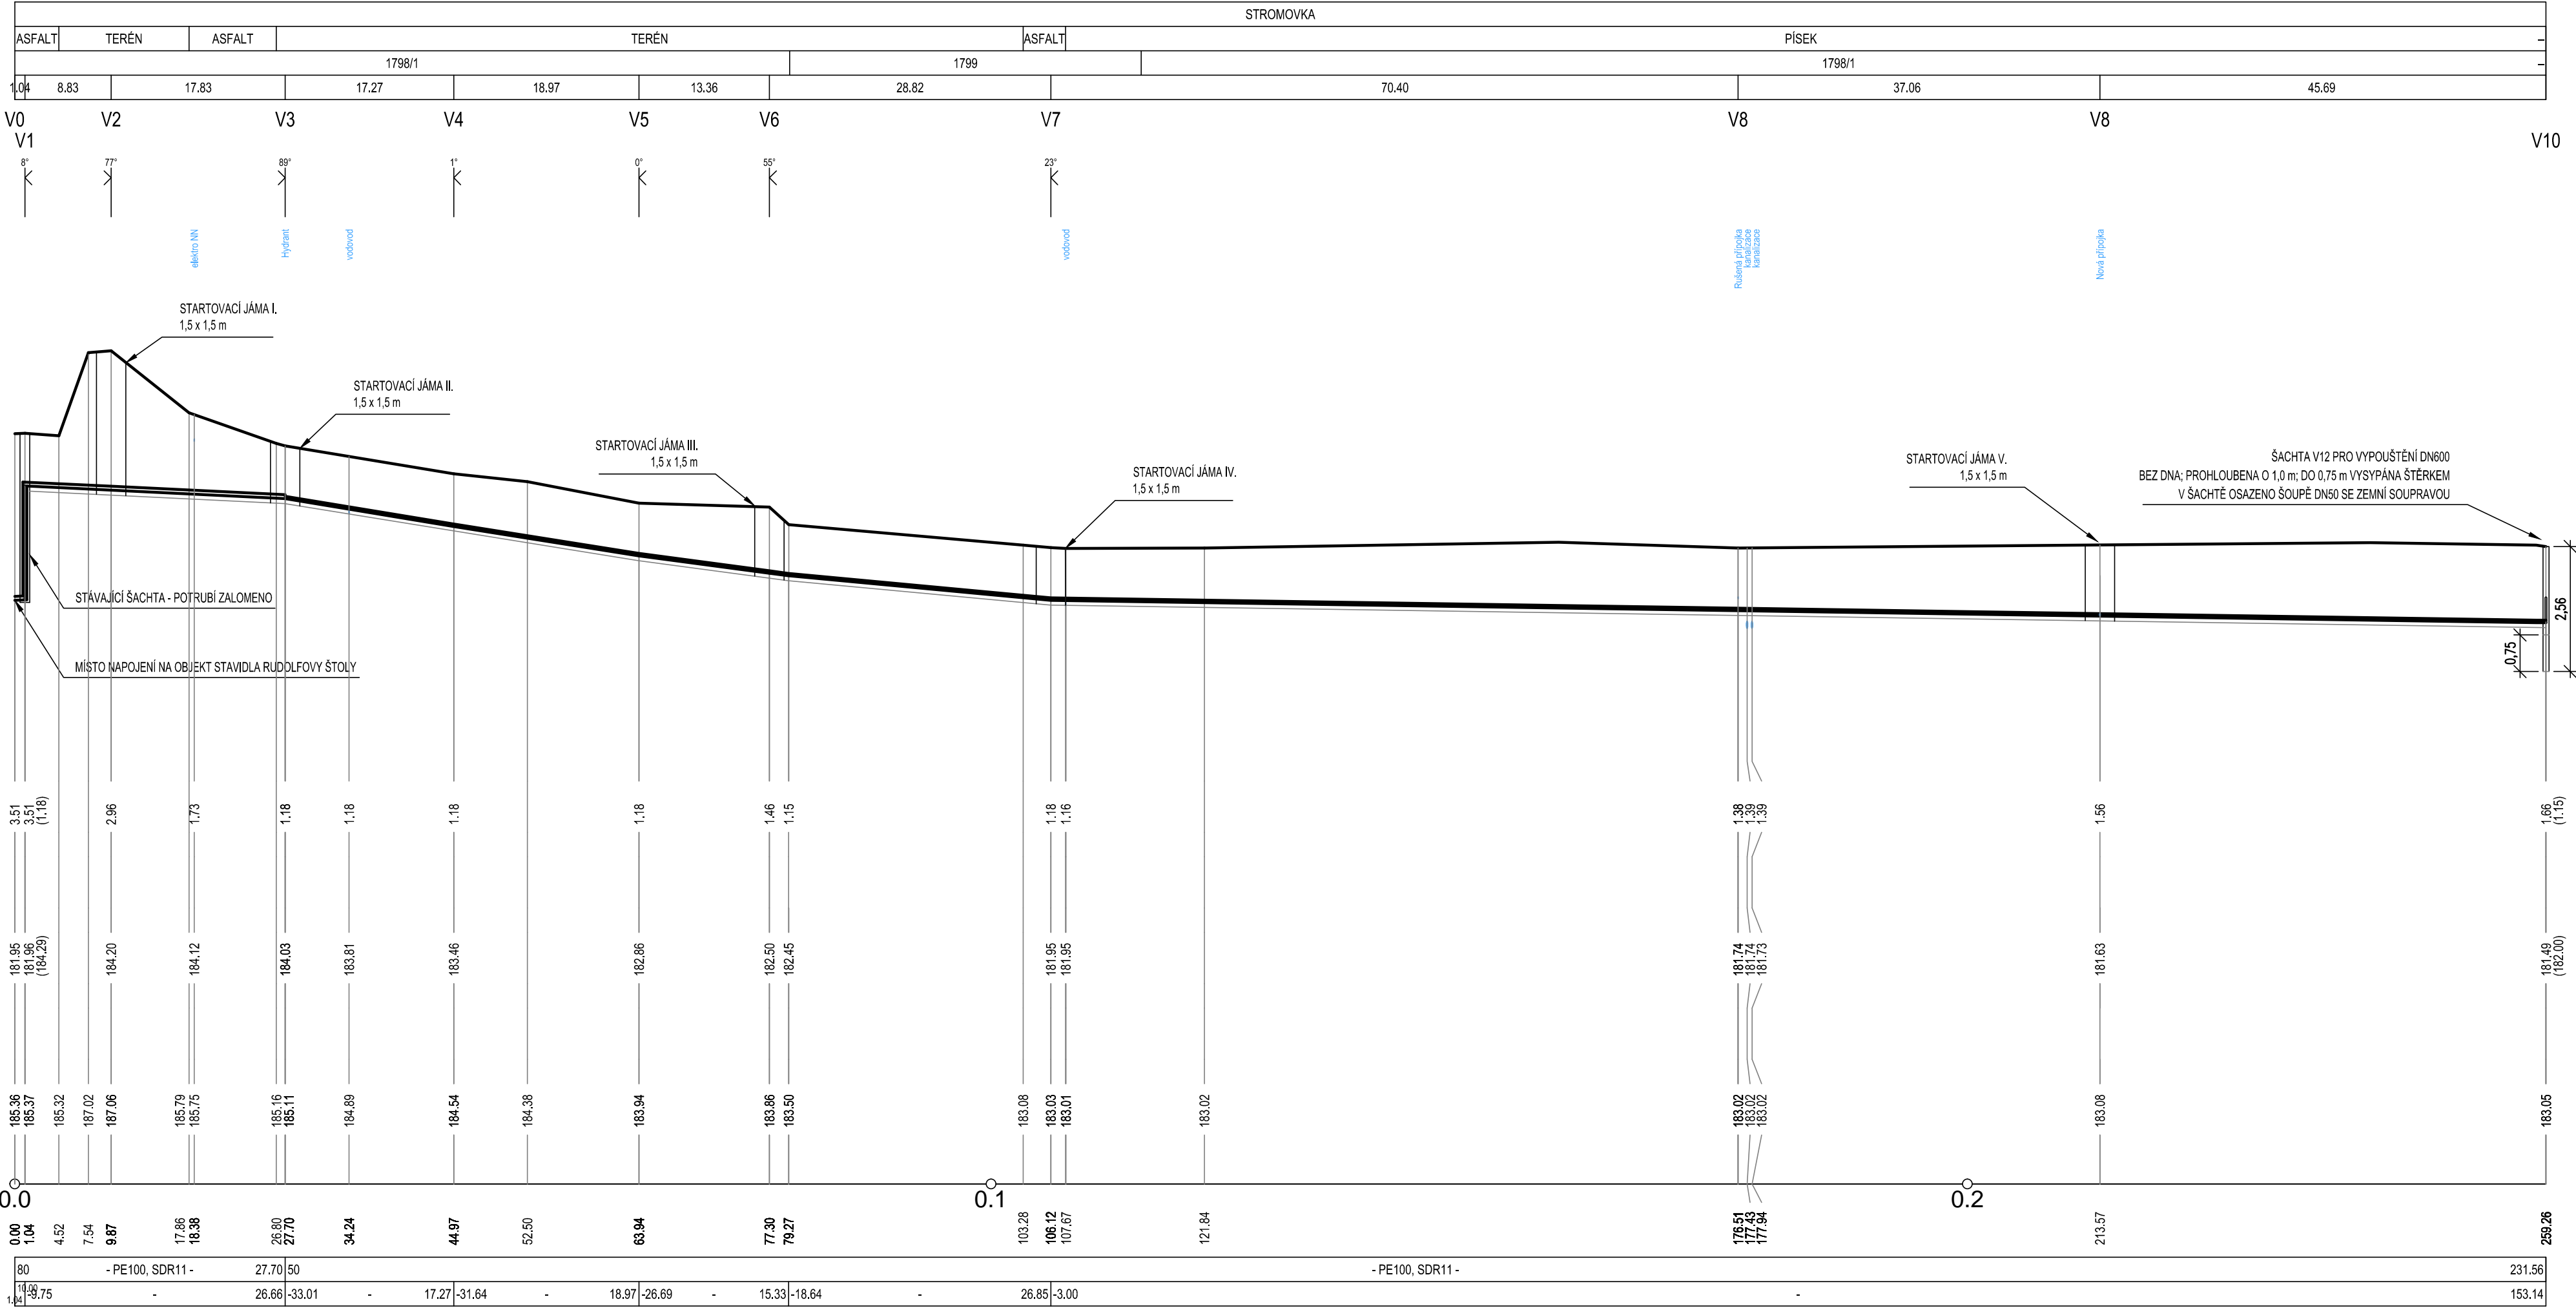 STROMOVKA
ASFALT TERÉN ASFALT TERÉN ASFALT PÍSEK -
1798/1 1799 1798/1 -
1.04 8.83 17.83 17.27 18.97 13.36 28.82 70.40 37.06 45.69
V0 V2 V3 V4 V5 V6 V7 V8 V8
V1 V10
8° 77° 89° 1° 0° 55° 23°
elektro NN
Hydrant
vodovod
vodovod
Rušená přípojka
kanalizace
kanalizace
Nová přípojka
STARTOVACÍ JÁMA I.
1,5 x 1,5 m
STARTOVACÍ JÁMA II.
1,5 x 1,5 m
STARTOVACÍ JÁMA III.
1,5 x 1,5 m
STARTOVACÍ JÁMA IV.
1,5 x 1,5 m
STARTOVACÍ JÁMA V.
1,5 x 1,5 m
ŠACHTA V12 PRO VYPOUŠTĚNÍ DN600
BEZ DNA; PROHLOUBENA O 1,0 m; DO 0,75 m VYSYPÁNA ŠTĚRKEM
V ŠACHTĚ OSAZENO ŠOUPĚ DN50 SE ZEMNÍ SOUPRAVOU
STÁVAJÍCÍ ŠACHTA - POTRUBÍ ZALOMENO
MÍSTO NAPOJENÍ NA OBJEKT STAVIDLA RUDOLFOVY ŠTOLY
2,56
0,75
3.51 3.51 (1.18) 2.96 1.73 1.18 1.18 1.18 1.18 1.46 1.15 1.18 1.16 1.38 1.39 1.39 1.56 1.66 (1.15)
181.95 181.96 (184.29) 184.20 184.12 184.03 183.81 183.46 182.86 182.50 182.45 181.95 181.95 181.74 181.74 181.73 181.63 181.49 (182.00)
185.36 185.37 185.32 187.02 187.06 185.79 185.75 185.16 185.11 184.89 184.54 184.38 183.94 183.86 183.50 183.08 183.03 183.01 183.02 183.02 183.02 183.02 183.08 183.05
0.0 0.1 0.2
0.00 1.04 4.52 7.54 9.87 17.86 18.38 26.80 27.70 34.24 44.97 52.50 63.94 77.30 79.27 103.28 106.12 107.67 121.84 176.51 177.43 177.94 213.57 259.26
80 - PE100, SDR11 - 27.70 50 - PE100, SDR11 - 231.56
1.04 10.00 -9.75 - 26.66 -33.01 - 17.27 -31.64 - 18.97 -26.69 - 15.33 -18.64 - 26.85 -3.00 - 153.14